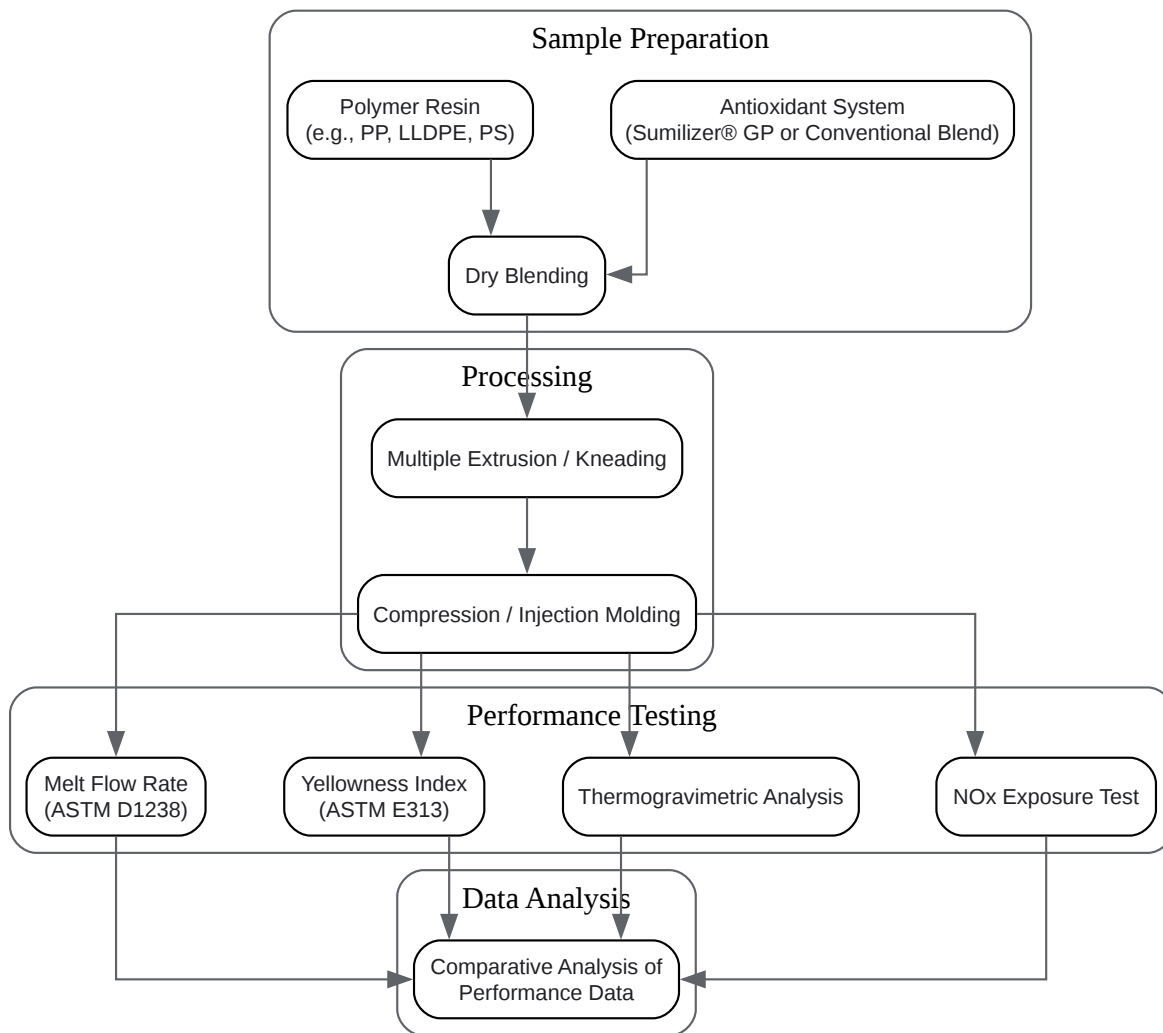 Sample Preparation
Polymer Resin
(e.g., PP, LLDPE, PS)
Antioxidant System
(Sumilizer® GP or Conventional Blend)
Dry Blending
Processing
Multiple Extrusion / Kneading
Compression / Injection Molding
Performance Testing
Melt Flow Rate
(ASTM D1238)
Yellowness Index
(ASTM E313)
Thermogravimetric Analysis
NOx Exposure Test
Data Analysis
Comparative Analysis of
Performance Data